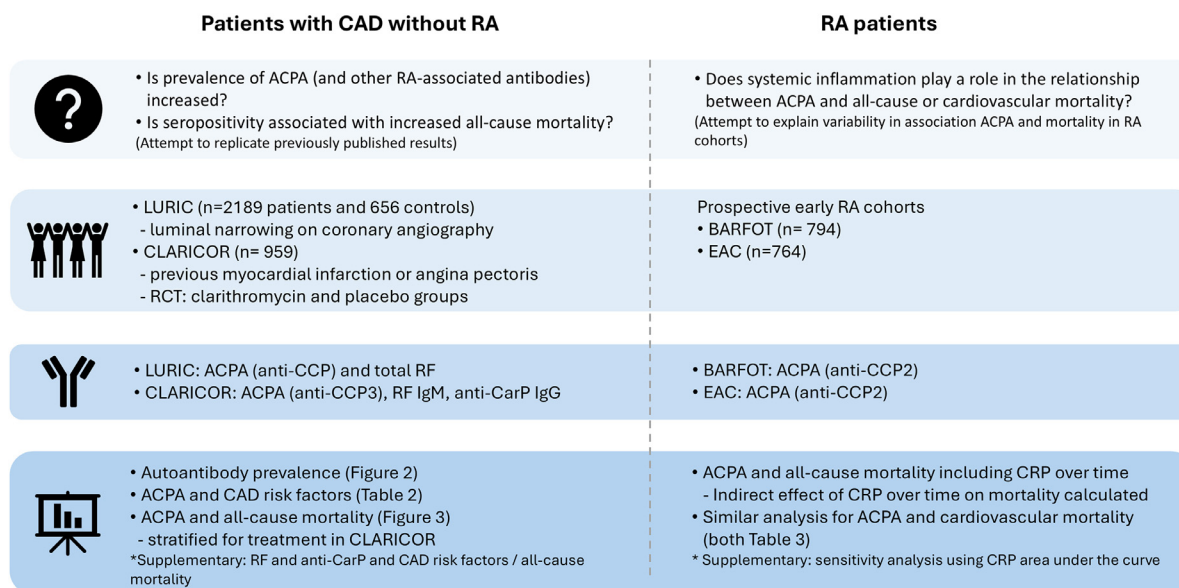 Patients with CAD without RA
RA patients
• Is prevalence of ACPA (and other RA-associated antibodies)
increased?
• Is seropositivity associated with increased all-cause mortality?
(Attempt to replicate previously published results)
• Does systemic inflammation play a role in the relationship
between ACPA and all-cause or cardiovascular mortality?
(Attempt to explain variability in association ACPA and mortality in RA
cohorts)
• LURIC (n=2189 patients and 656 controls)
- luminal narrowing on coronary angiography
• CLARICOR (n= 959)
- previous myocardial infarction or angina pectoris
- RCT: clarithromycin and placebo groups
Prospective early RA cohorts
• BARFOT (n= 794)
• EAC (n=764)
• LURIC: ACPA (anti-CCP) and total RF
• CLARICOR: ACPA (anti-CCP3), RF IgM, anti-CarP IgG
• BARFOT: ACPA (anti-CCP2)
• EAC: ACPA (anti-CCP2)
• Autoantibody prevalence (Figure 2)
• ACPA and CAD risk factors (Table 2)
• ACPA and all-cause mortality (Figure 3)
- stratified for treatment in CLARICOR
*Supplementary: RF and anti-CarP and CAD risk factors / all-cause
mortality
• ACPA and all-cause mortality including CRP over time
- Indirect effect of CRP over time on mortality calculated
• Similar analysis for ACPA and cardiovascular mortality
(both Table 3)
* Supplementary: sensitivity analysis using CRP area under the curve